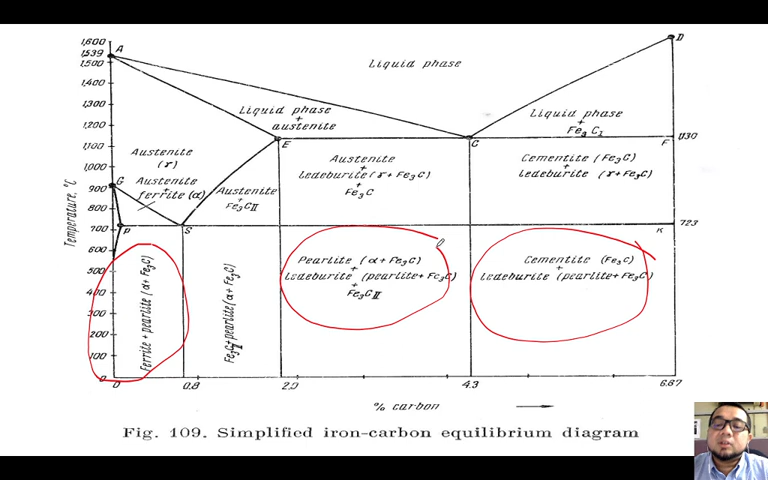 1,600
1,539
1,500
1,400
1,300
1,200
1,100
1,000
900
800
700
600
500
400
300
200
100
0
Temperature, °C
A
D
Liquid phase
Liquid phase
+
austenite
Liquid phase
+
E
C
F
1130
Austenite
(γ)
G
Austenite
+
ferrite (α)
Austenite
+
Fe3CII
Austenite
+
Ledeburite (γ+Fe3C)
+
Fe3C
Cementite (Fe3C)
+
Ledeburite (γ+Fe3C)
P
S
K
723
Ferrite + pearlite (α+Fe3C)
Fe3CII+pearlite (α+Fe3C)
Pearlite (α+Fe3C)
+
Ledeburite (pearlite+Fe3C)
+
Fe3CII
Cementite (Fe3C)
+
Ledeburite (pearlite+Fe3C)
0
0.8
2.0
4.3
6.67
% carbon
Fig. 109. Simplified iron-carbon equilibrium diagram